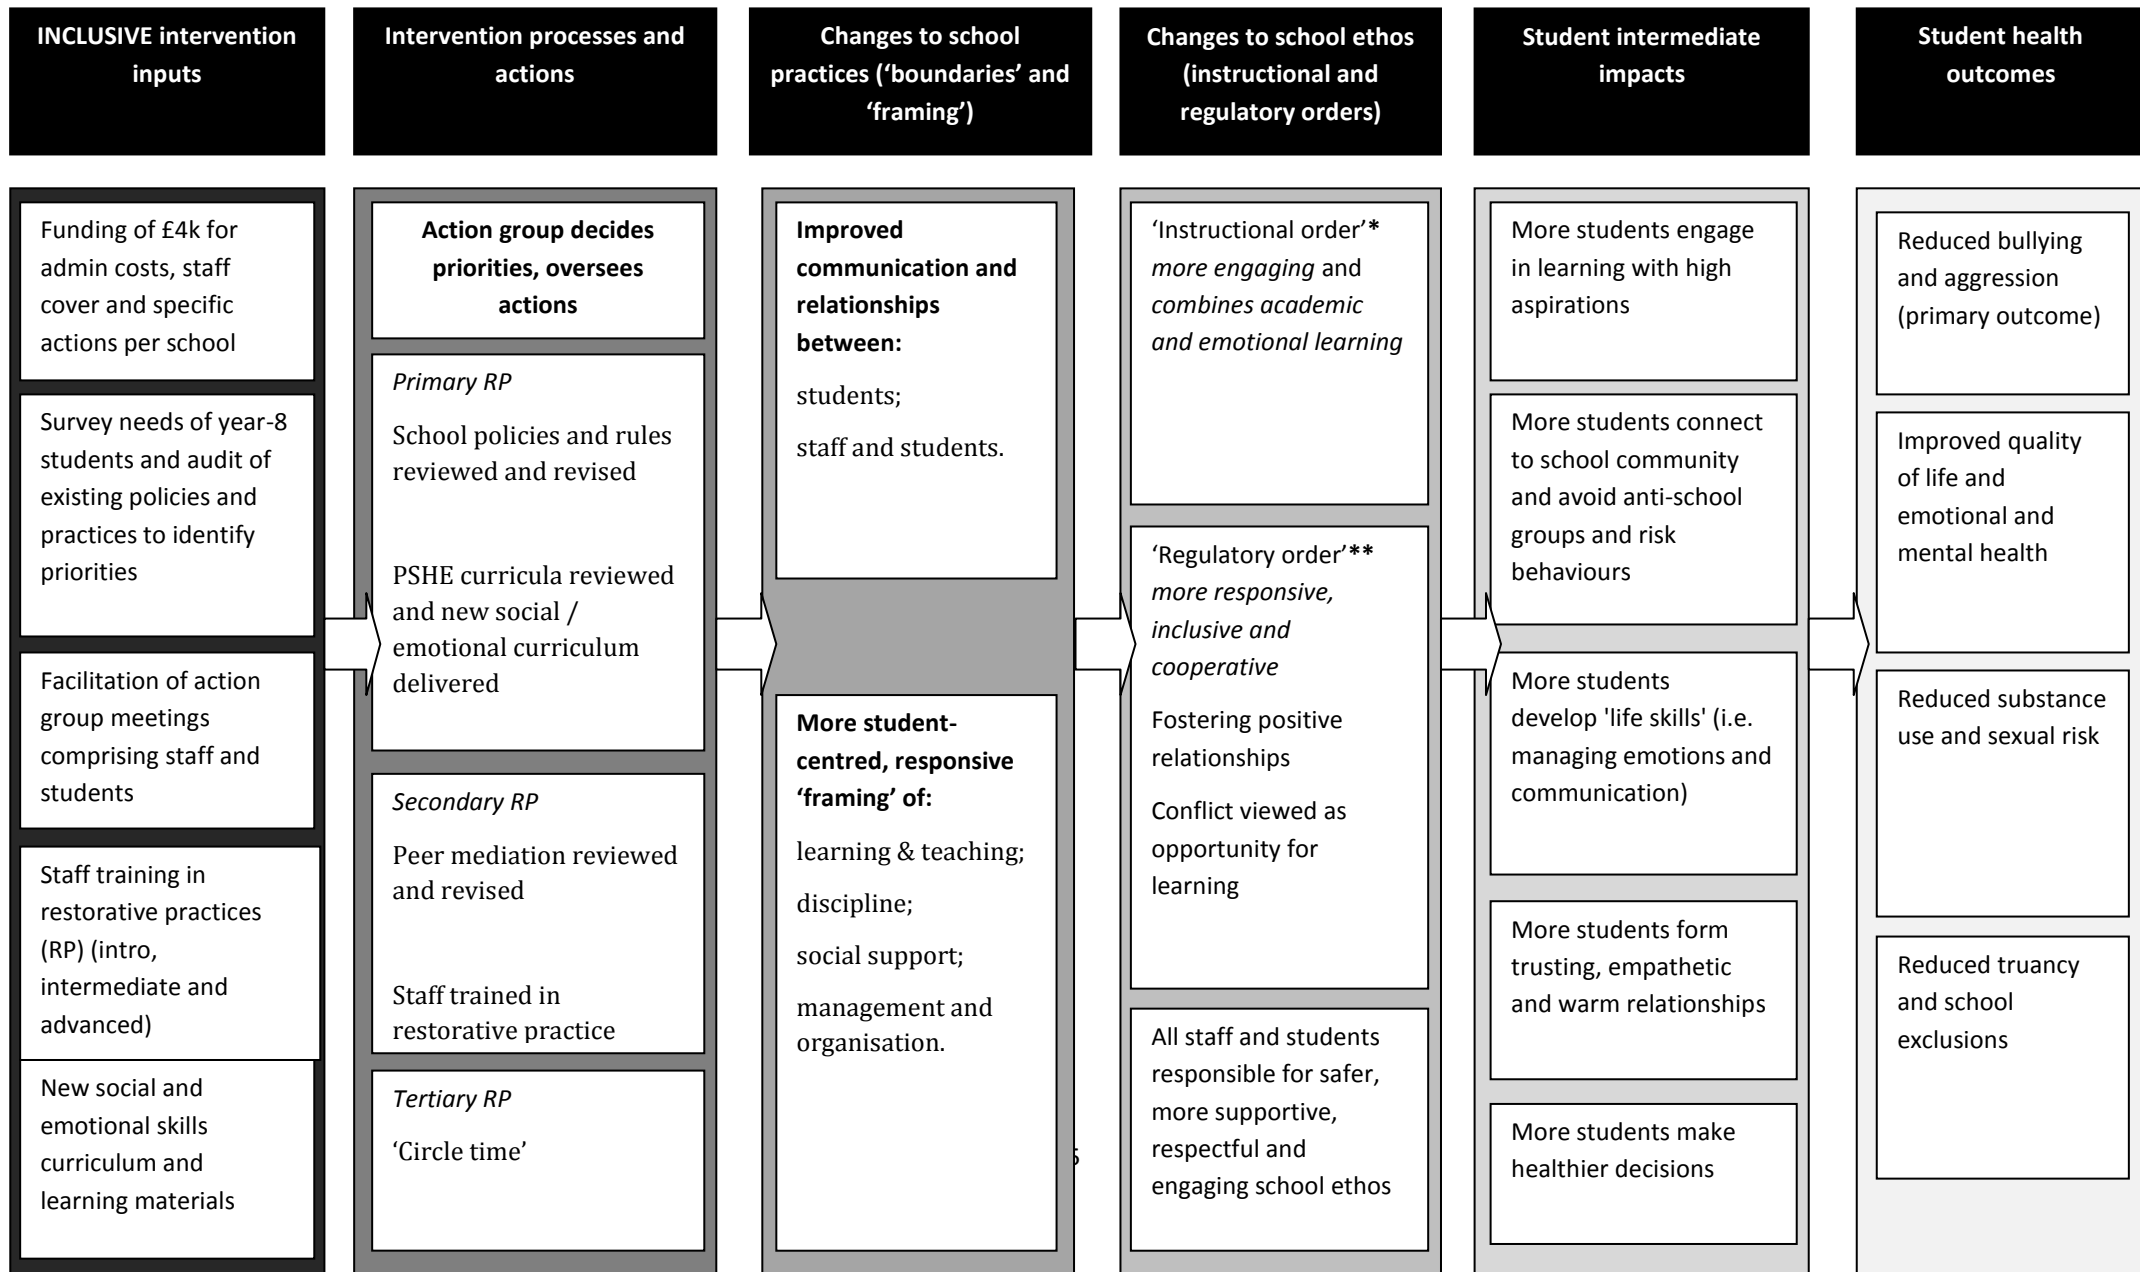 INCLUSIVE intervention
inputs
Funding of £4k for
admin costs, staff
cover and specific
actions per school
Survey needs of year-8
students and audit of
existing policies and
practices to identify
priorities
Facilitation of action
group meetings
comprising staff and
students
Staff training in
restorative practices
(RP) (intro,
intermediate and
advanced)
New social and
emotional skills
curriculum and
learning materials
Intervention processes and
actions
Action group decides
priorities, oversees
actions
Primary RP
School policies and rules
reviewed and revised
PSHE curricula reviewed
and new social /
emotional curriculum
delivered
Secondary RP
Peer mediation reviewed
and revised
Staff trained in
restorative practice
Tertiary RP
‘Circle time’
Changes to school
practices (‘boundaries’ and
‘framing’)
Improved
communication and
relationships
between:
students;
staff and students.
More student-
centred, responsive
‘framing’ of:
learning & teaching;
discipline;
social support;
management and
organisation.
Changes to school ethos
(instructional and
regulatory orders)
‘Instructional order’*
more engaging and
combines academic
and emotional learning
‘Regulatory order’**
more responsive,
inclusive and
cooperative
Fostering positive
relationships
Conflict viewed as
opportunity for
learning
All staff and students
responsible for safer,
more supportive,
respectful and
engaging school ethos
Student intermediate
impacts
More students engage
in learning with high
aspirations
More students connect
to school community
and avoid anti-school
groups and risk
behaviours
More students
develop 'life skills' (i.e.
managing emotions and
communication)
More students form
trusting, empathetic
and warm relationships
More students make
healthier decisions
Student health
outcomes
Reduced bullying
and aggression
(primary outcome)
Improved quality
of life and
emotional and
mental health
Reduced substance
use and sexual risk
Reduced truancy
and school
exclusions